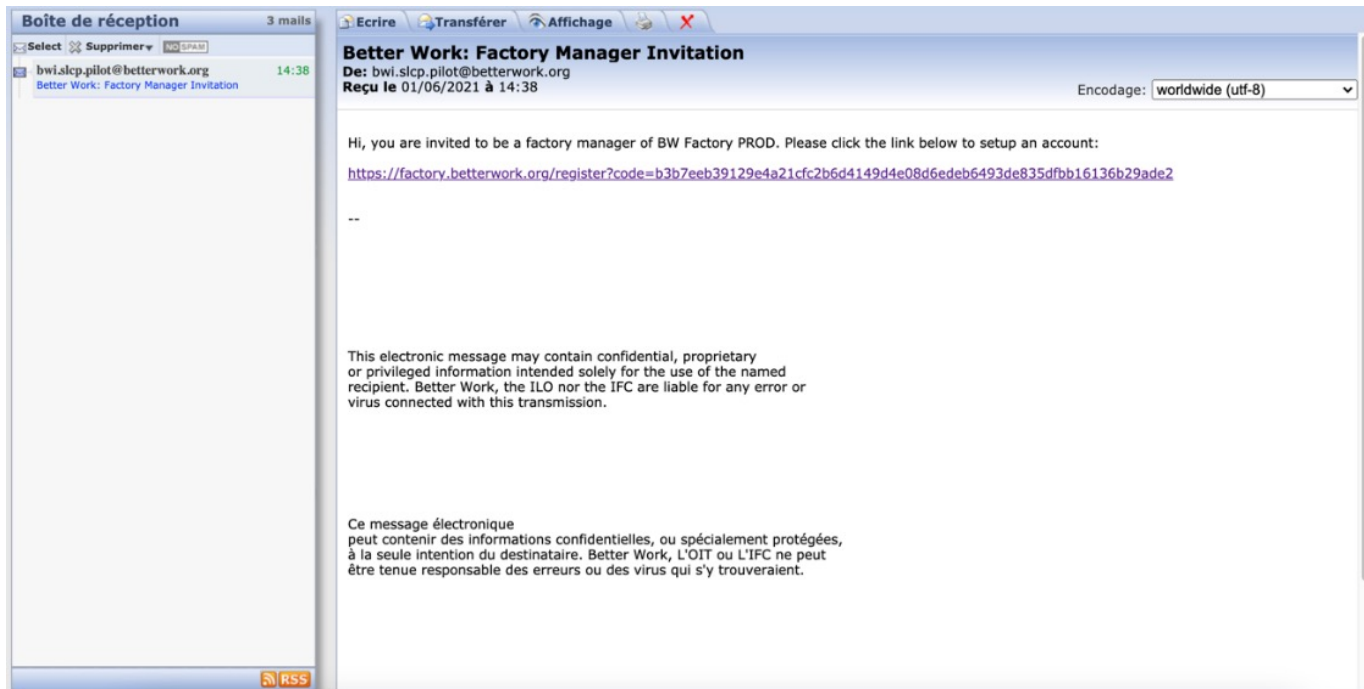 Boîte de réception 3 mails
Select Supprimer NO SPAM
bwi.slcp.pilot@betterwork.org 14:38
Better Work: Factory Manager Invitation
RSS
Ecrire Transférer Affichage
Better Work: Factory Manager Invitation
De: bwi.slcp.pilot@betterwork.org
Reçu le 01/06/2021 à 14:38
Encodage: worldwide (utf-8)
Hi, you are invited to be a factory manager of BW Factory PROD. Please click the link below to setup an account:
https://factory.betterwork.org/register?code=b3b7eeb39129e4a21cfc2b6d4149d4e08d6edeb6493de835dfbb16136b29ade2
--
This electronic message may contain confidential, proprietary
or privileged information intended solely for the use of the named
recipient. Better Work, the ILO nor the IFC are liable for any error or
virus connected with this transmission.
Ce message électronique
peut contenir des informations confidentielles, ou spécialement protégées,
à la seule intention du destinataire. Better Work, L'OIT ou L'IFC ne peut
être tenue responsable des erreurs ou des virus qui s'y trouveraient.